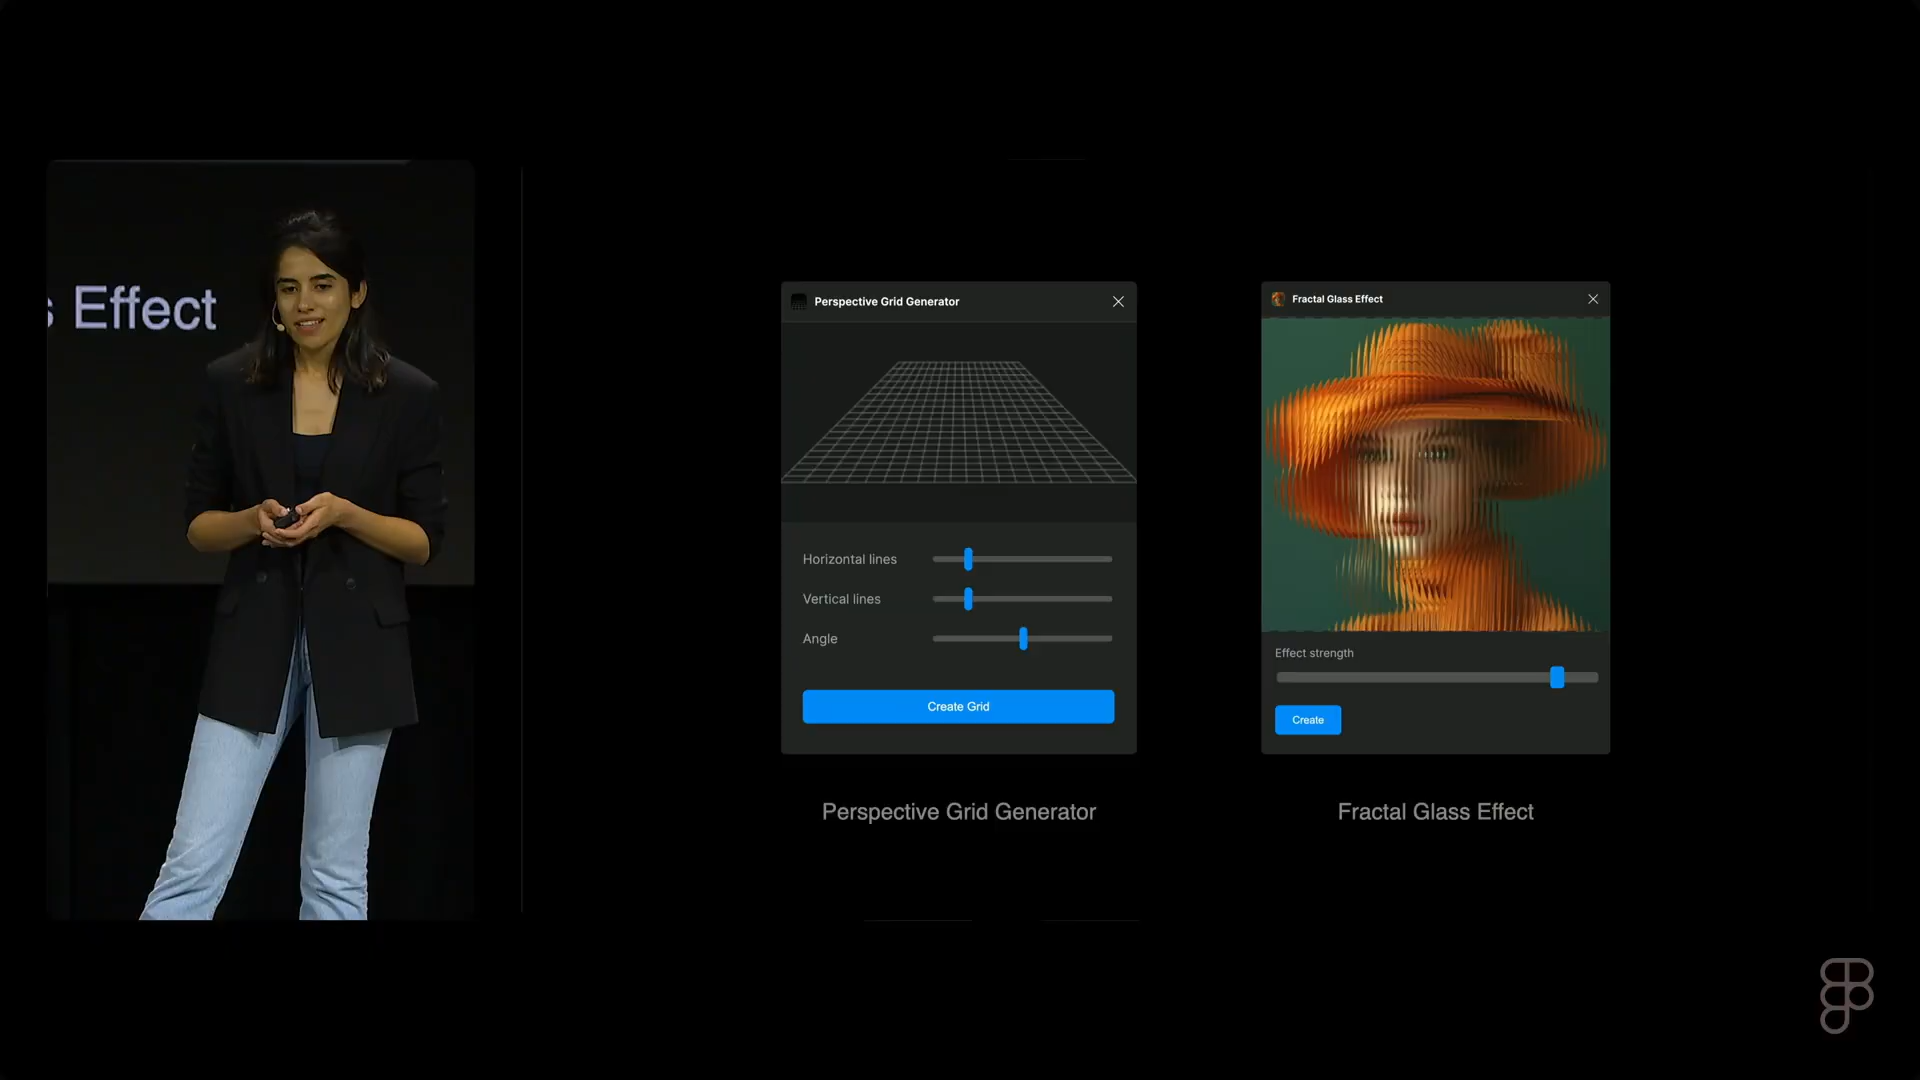 s Effect
Perspective Grid Generator
Horizontal lines
Vertical lines
Angle
Create Grid
Perspective Grid Generator
Fractal Glass Effect
Effect strength
Create
Fractal Glass Effect